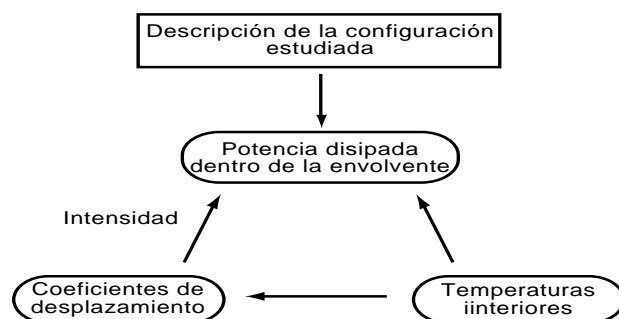 Descripción de la configuración
estudiada
Potencia disipada
dentro de la envolvente
Intensidad
Coeficientes de
desplazamiento
Temperaturas
iinteriores